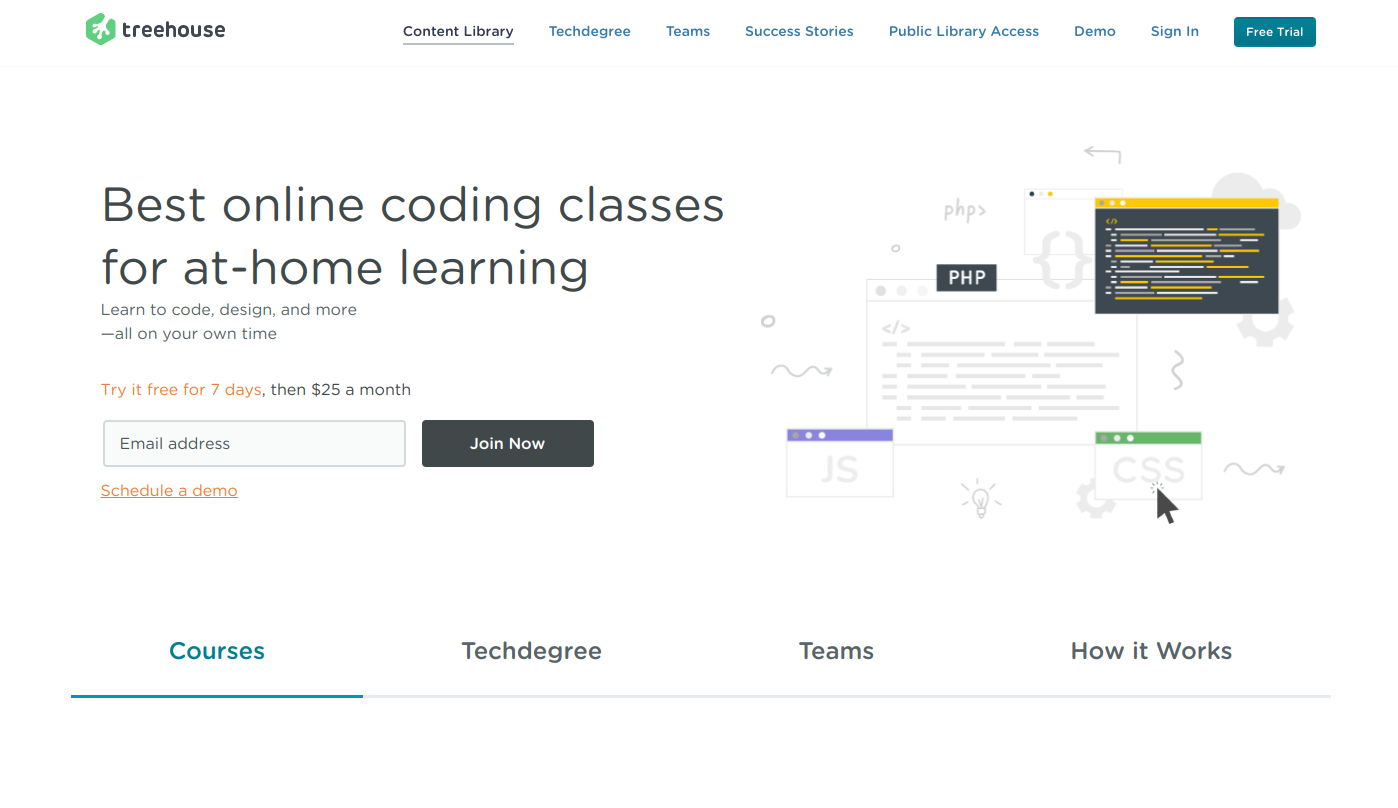 treehouse
Content Library
Techdegree
Teams
Success Stories
Public Library Access
Demo
Sign In
Free Trial
Best online coding classes
for at-home learning
Learn to code, design, and more
—all on your own time
Try it free for 7 days, then $25 a month
Email address
Join Now
Schedule a demo
php>
{}
</>
PHP
</>
JS
CSS
Courses
Techdegree
Teams
How it Works